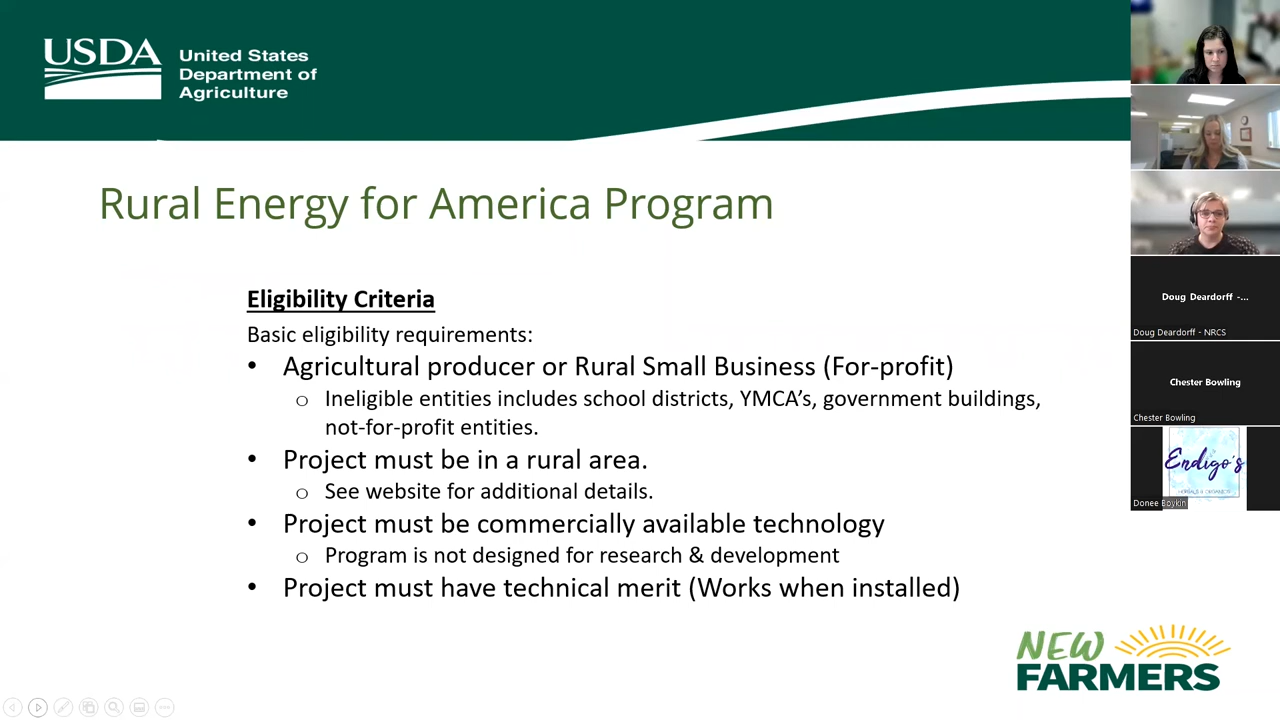 USDA
United States
Department of
Agriculture
Rural Energy for America Program
Eligibility Criteria
Basic eligibility requirements:
• Agricultural producer or Rural Small Business (For-profit)
o Ineligible entities includes school districts, YMCA’s, government buildings,
not-for-profit entities.
• Project must be in a rural area.
o See website for additional details.
• Project must be commercially available technology
o Program is not designed for research & development
• Project must have technical merit (Works when installed)
NEW
FARMERS
Doug Deardorff -...
Doug Deardorff - NRCS
Chester Bowling
Chester Bowling
Endigo's
Donee Boykin